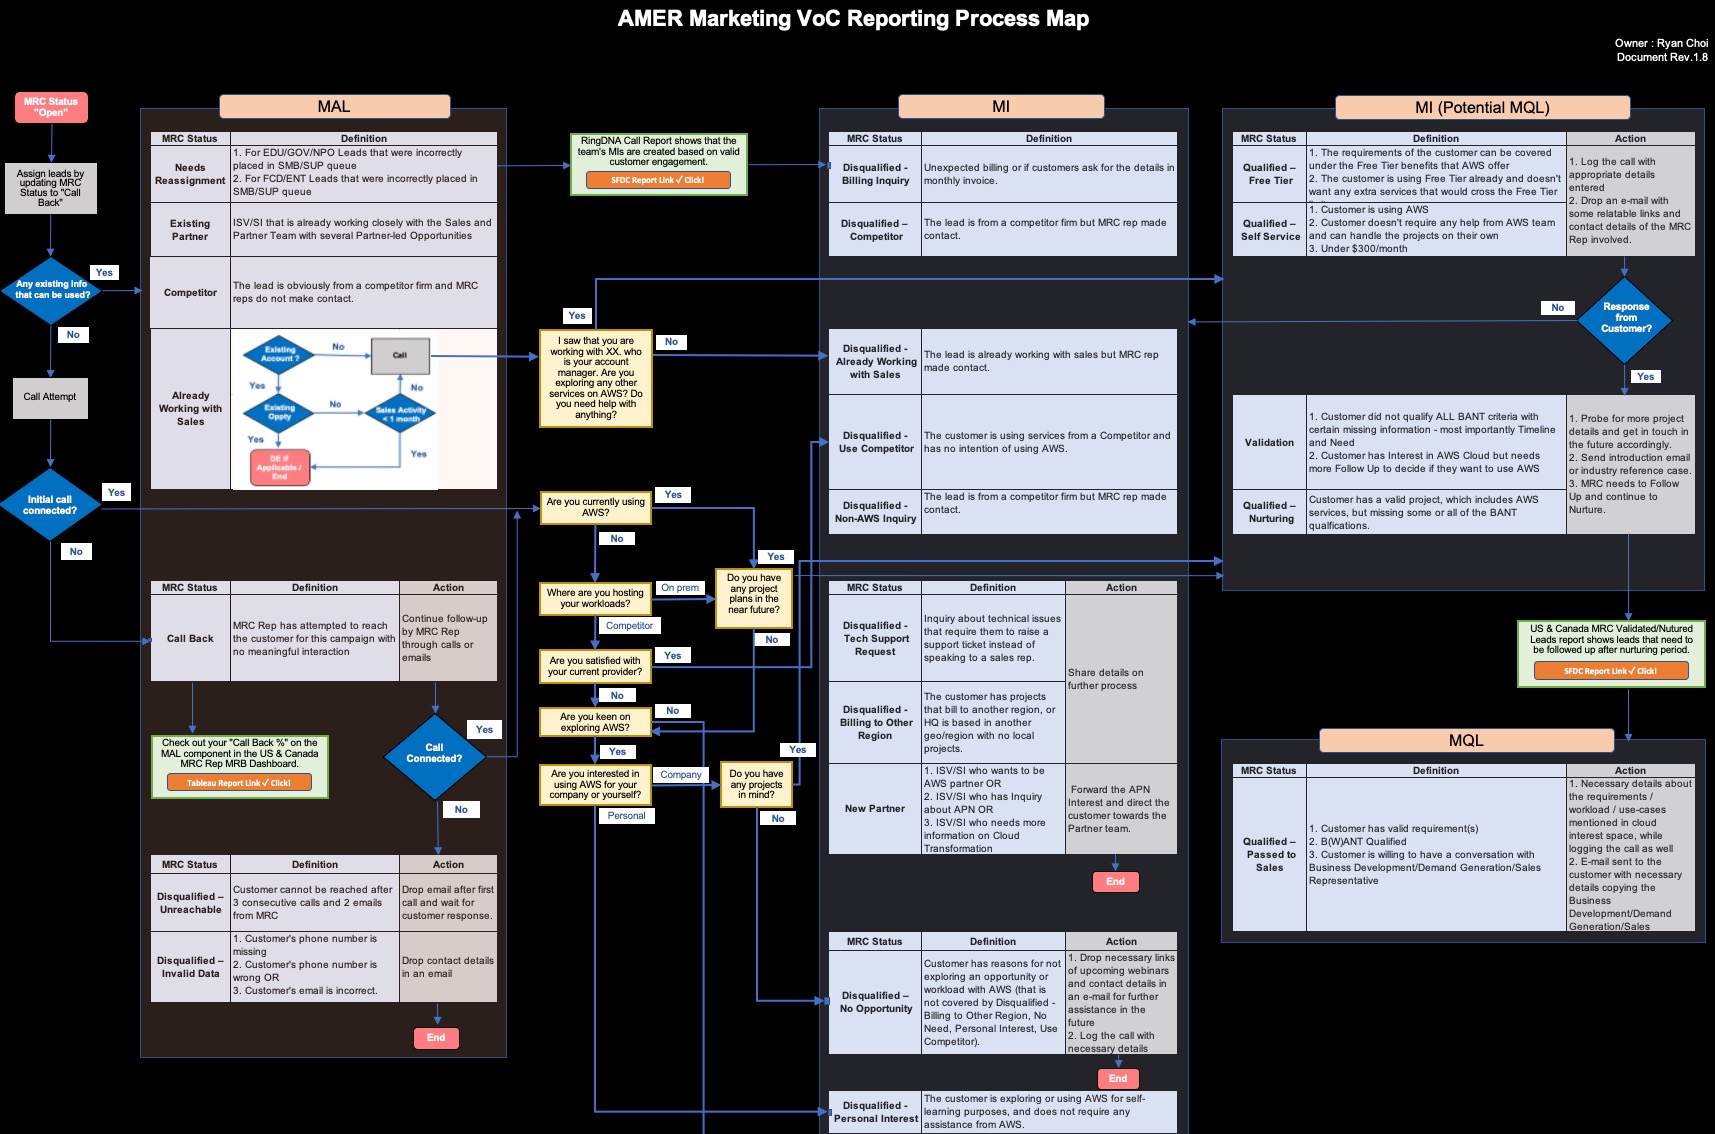 AMER Marketing VoC Reporting Process Map
Owner : Ryan Choi
Document Rev.1.8
MRC Status
"Open"
Assign leads by
updating MRC
Status to "Call
Back"
Any existing info
that can be used?
Yes
No
Call Attempt
Initial call
connected?
Yes
No
MAL
MRC Status
Definition
Needs
Reassignment
1. For EDU/GOV/NPO Leads that were incorrectly
placed in SMB/SUP queue
2. For FCD/ENT Leads that were incorrectly placed in
SMB/SUP queue
Existing
Partner
ISV/SI that is already working closely with the Sales and
Partner Team with several Partner-led Opportunities
Competitor
The lead is obviously from a competitor firm and MRC
reps do not make contact.
Already
Working with
Sales
Existing
Account ?
No
Call
Yes
No
Existing
Oppty
No
Sales Activity
< 1 month
Yes
Yes
DE if
Applicable /
End
MRC Status
Definition
Action
Call Back
MRC Rep has attempted to reach
the customer for this campaign with
no meaningful interaction
Continue follow-up
by MRC Rep
through calls or
emails
Check out your "Call Back %" on the
MAL component in the US & Canada
MRC Rep MRB Dashboard.
Tableau Report Link ✓ Click!
Call
Connected?
Yes
No
MRC Status
Definition
Action
Disqualified –
Unreachable
Customer cannot be reached after
3 consecutive calls and 2 emails
from MRC
Drop email after first
call and wait for
customer response.
Disqualified –
Invalid Data
1. Customer's phone number is
missing
2. Customer's phone number is
wrong OR
3. Customer's email is incorrect.
Drop contact details
in an email
End
RingDNA Call Report shows that the
team's MIs are created based on valid
customer engagement.
SFDC Report Link ✓ Click!
Yes
I saw that you are
working with XX. who
is your account
manager. Are you
exploring any other
services on AWS? Do
you need help with
anything?
No
Are you currently using
AWS?
Yes
No
Where are you hosting
your workloads?
On prem
Competitor
Do you have
any project
plans in the
near future?
Yes
No
Are you satisfied with
your current provider?
Yes
No
Are you keen on
exploring AWS?
No
Yes
Are you interested in
using AWS for your
company or yourself?
Company
Personal
Do you have
any projects
in mind?
Yes
No
MI
MRC Status
Definition
Disqualified -
Billing Inquiry
Unexpected billing or if customers ask for the details in
monthly invoice.
Disqualified –
Competitor
The lead is from a competitor firm but MRC rep made
contact.
Disqualified -
Already Working
with Sales
The lead is already working with sales but MRC rep
made contact.
Disqualified -
Use Competitor
The customer is using services from a Competitor and
has no intention of using AWS.
Disqualified -
Non-AWS Inquiry
The lead is from a competitor firm but MRC rep made
contact.
MRC Status
Definition
Action
Disqualified -
Tech Support
Request
Inquiry about technical issues
that require them to raise a
support ticket instead of
speaking to a sales rep.
Share details on
further process
Disqualified -
Billing to Other
Region
The customer has projects
that bill to another region, or
HQ is based in another
geo/region with no local
projects.
New Partner
1. ISV/SI who wants to be
AWS partner OR
2. ISV/SI who has Inquiry
about APN OR
3. ISV/SI who needs more
information on Cloud
Transformation
Forward the APN
Interest and direct the
customer towards the
Partner team.
End
MRC Status
Definition
Action
Disqualified –
No Opportunity
Customer has reasons for not
exploring an opportunity or
workload with AWS (that is
not covered by Disqualified -
Billing to Other Region, No
Need, Personal Interest, Use
Competitor).
1. Drop necessary links
of upcoming webinars
and contact details in
an e-mail for further
assistance in the
future
2. Log the call with
necessary details
End
Disqualified -
Personal Interest
The customer is exploring or using AWS for self-
learning purposes, and does not require any
assistance from AWS.
MI (Potential MQL)
MRC Status
Definition
Action
Qualified –
Free Tier
1. The requirements of the customer can be covered
under the Free Tier benefits that AWS offer
2. The customer is using Free Tier already and doesn't
want any extra services that would cross the Free Tier
Qualified –
Self Service
1. Customer is using AWS
2. Customer doesn't require any help from AWS team
and can handle the projects on their own
3. Under $300/month
1. Log the call with
appropriate details
entered
2. Drop an e-mail with
some relatable links and
contact details of the MRC
Rep involved.
Response
from
Customer?
No
Yes
Validation
1. Customer did not qualify ALL BANT criteria with
certain missing information - most importantly Timeline
and Need
2. Customer has Interest in AWS Cloud but needs
more Follow Up to decide if they want to use AWS
Qualified –
Nurturing
Customer has a valid project, which includes AWS
services, but missing some or all of the BANT
qualifications.
1. Probe for more project
details and get in touch in
the future accordingly.
2. Send introduction email
or industry reference case.
3. MRC needs to Follow
Up and continue to
Nurture.
US & Canada MRC Validated/Nutured
Leads report shows leads that need to
be followed up after nurturing period.
SFDC Report Link ✓ Click!
MQL
MRC Status
Definition
Action
Qualified –
Passed to
Sales
1. Customer has valid requirement(s)
2. B(W)ANT Qualified
3. Customer is willing to have a conversation with
Business Development/Demand Generation/Sales
Representative
1. Necessary details about
the requirements /
workload / use-cases
mentioned in cloud
interest space, while
logging the call as well
2. E-mail sent to the
customer with necessary
details copying the
Business
Development/Demand
Generation/Sales